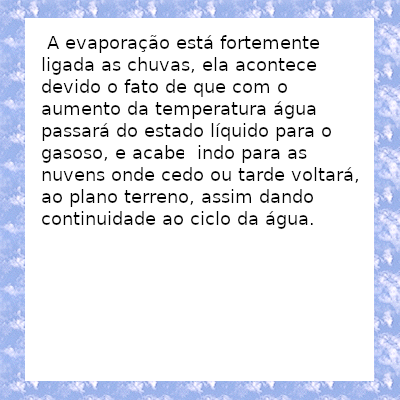 A evaporação está fortemente
ligada as chuvas, ela acontece
devido o fato de que com o
aumento da temperatura água
passará do estado líquido para o
gasoso, e acabe indo para as
nuvens onde cedo ou tarde voltará,
ao plano terreno, assim dando
continuidade ao ciclo da água.